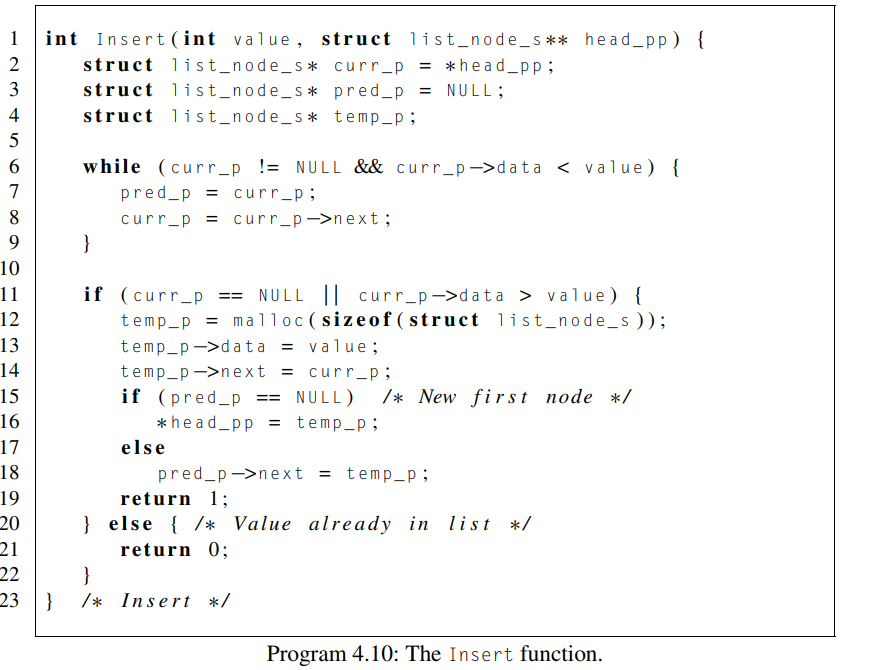 1 int Insert(int value, struct list_node_s** head_pp) {
2 struct list_node_s* curr_p = *head_pp;
3 struct list_node_s* pred_p = NULL;
4 struct list_node_s* temp_p;
5
6 while (curr_p != NULL && curr_p->data < value) {
7 pred_p = curr_p;
8 curr_p = curr_p->next;
9 }
10
11 if (curr_p == NULL || curr_p->data > value) {
12 temp_p = malloc(sizeof(struct list_node_s));
13 temp_p->data = value;
14 temp_p->next = curr_p;
15 if (pred_p == NULL) /* New first node */
16 *head_pp = temp_p;
17 else
18 pred_p->next = temp_p;
19 return 1;
20 } else { /* Value already in list */
21 return 0;
22 }
23 } /* Insert */
Program 4.10: The Insert function.